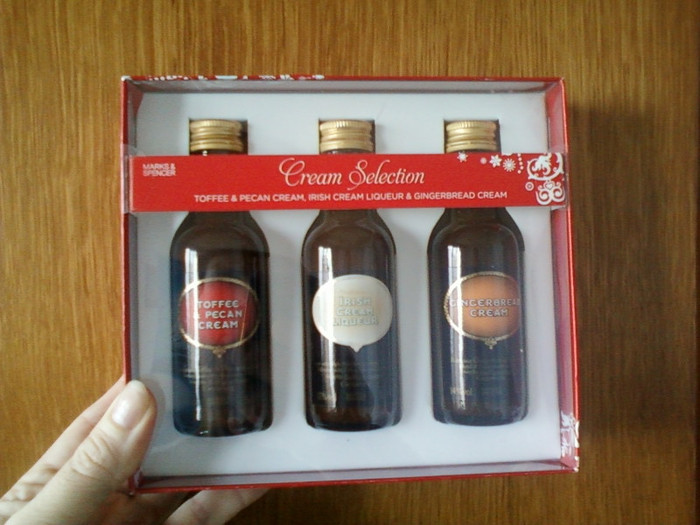 MARKS &
SPENCER
Cream Selection
TOFFEE & PECAN CREAM, IRISH CREAM LIQUEUR & GINGERBREAD CREAM
TOFFEE
& PECAN
CREAM
IRISH
CREAM
LIQUEUR
GINGERBREAD
CREAM